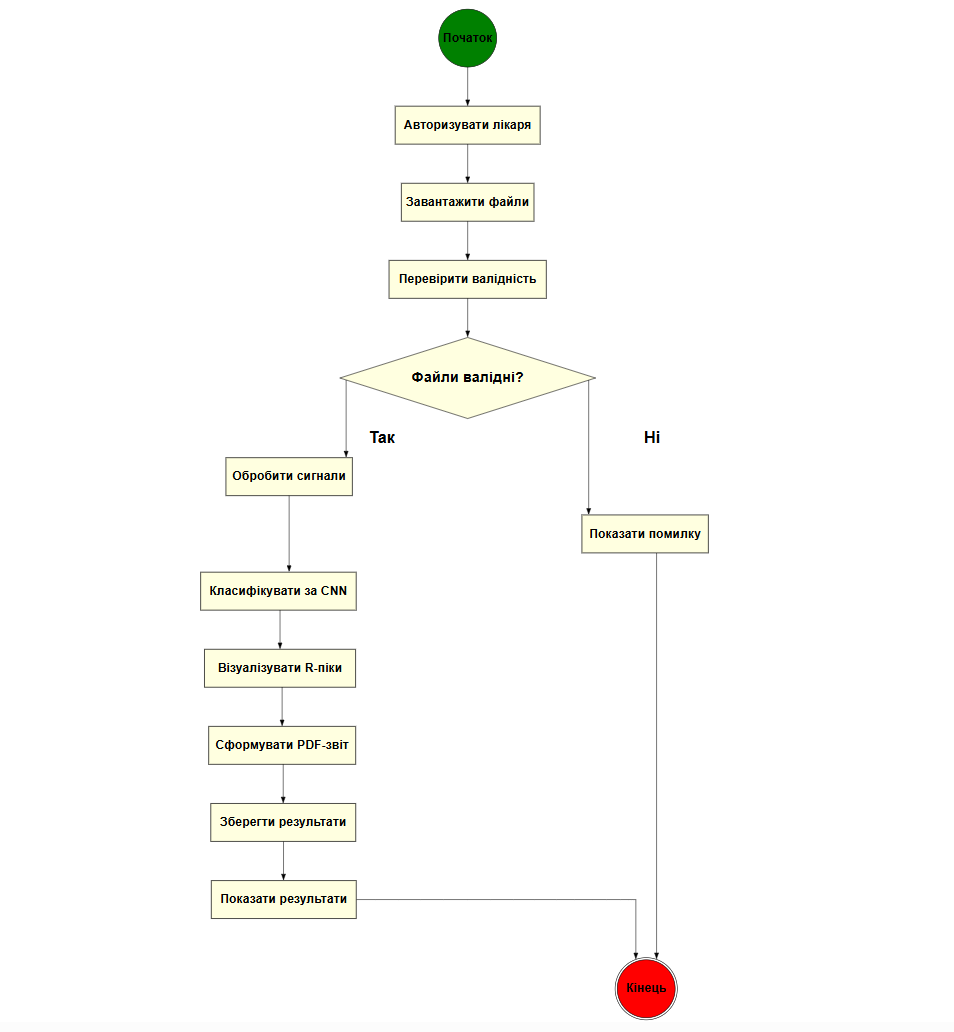 Початок
Авторизувати лікаря
Завантажити файли
Перевірити валідність
Файли валідні?
Так
Ні
Обробити сигнали
Показати помилку
Класифікувати за CNN
Візуалізувати R-піки
Сформувати PDF-звіт
Зберегти результати
Показати результати
Кінець